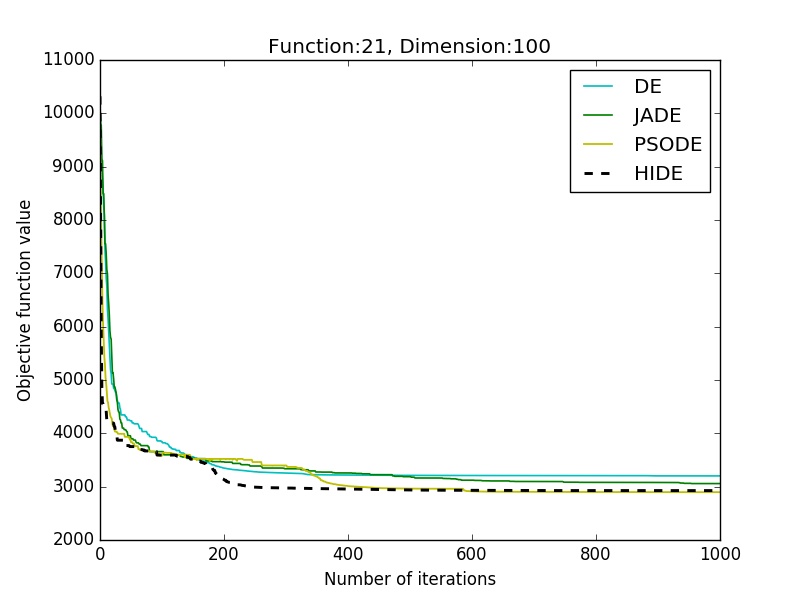 Function:21, Dimension:100
11000
10000
9000
8000
7000
6000
5000
4000
3000
2000
Objective function value
DE
JADE
PSODE
HIDE
0 200 400 600 800 1000
Number of iterations